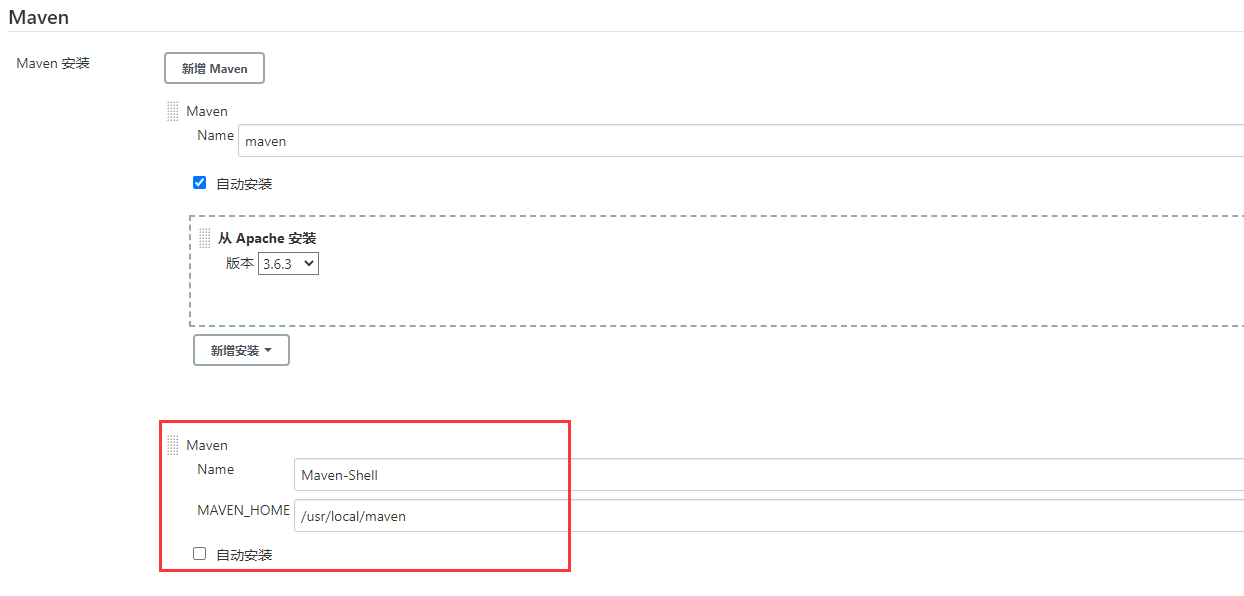 Maven
Maven 安装
新增 Maven
Maven
Name
maven
自动安装
从 Apache 安装
版本 3.6.3
新增安装
Maven
Name
Maven-Shell
MAVEN_HOME
/usr/local/maven
自动安装